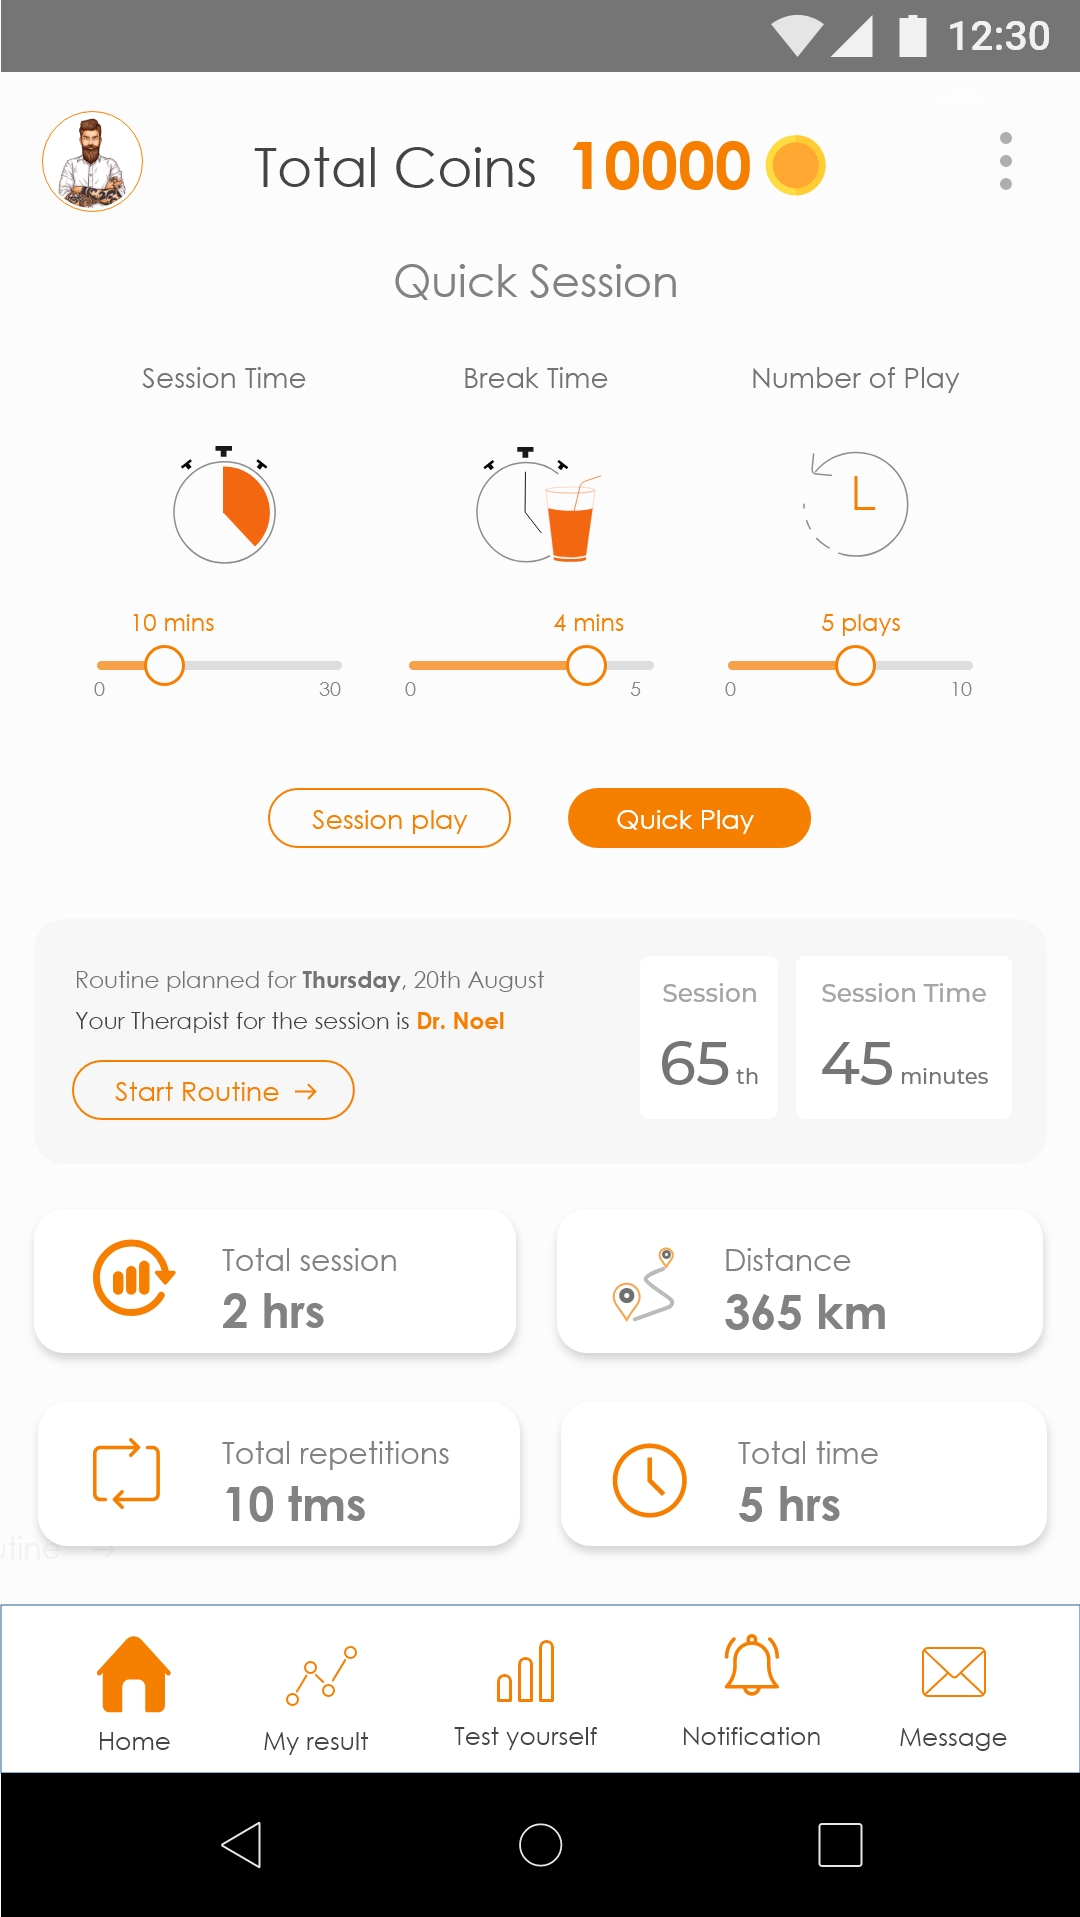 12:30
Total Coins 10000
Quick Session
Session Time
Break Time
Number of Play
10 mins
4 mins
5 plays
0 30
0 5
0 10
Session play
Quick Play
Routine planned for Thursday, 20th August
Your Therapist for the session is Dr. Noel
Start Routine →
Session
65 th
Session Time
45 minutes
Total session
2 hrs
Distance
365 km
Total repetitions
10 tms
Total time
5 hrs
utine →
Home
My result
Test yourself
Notification
Message